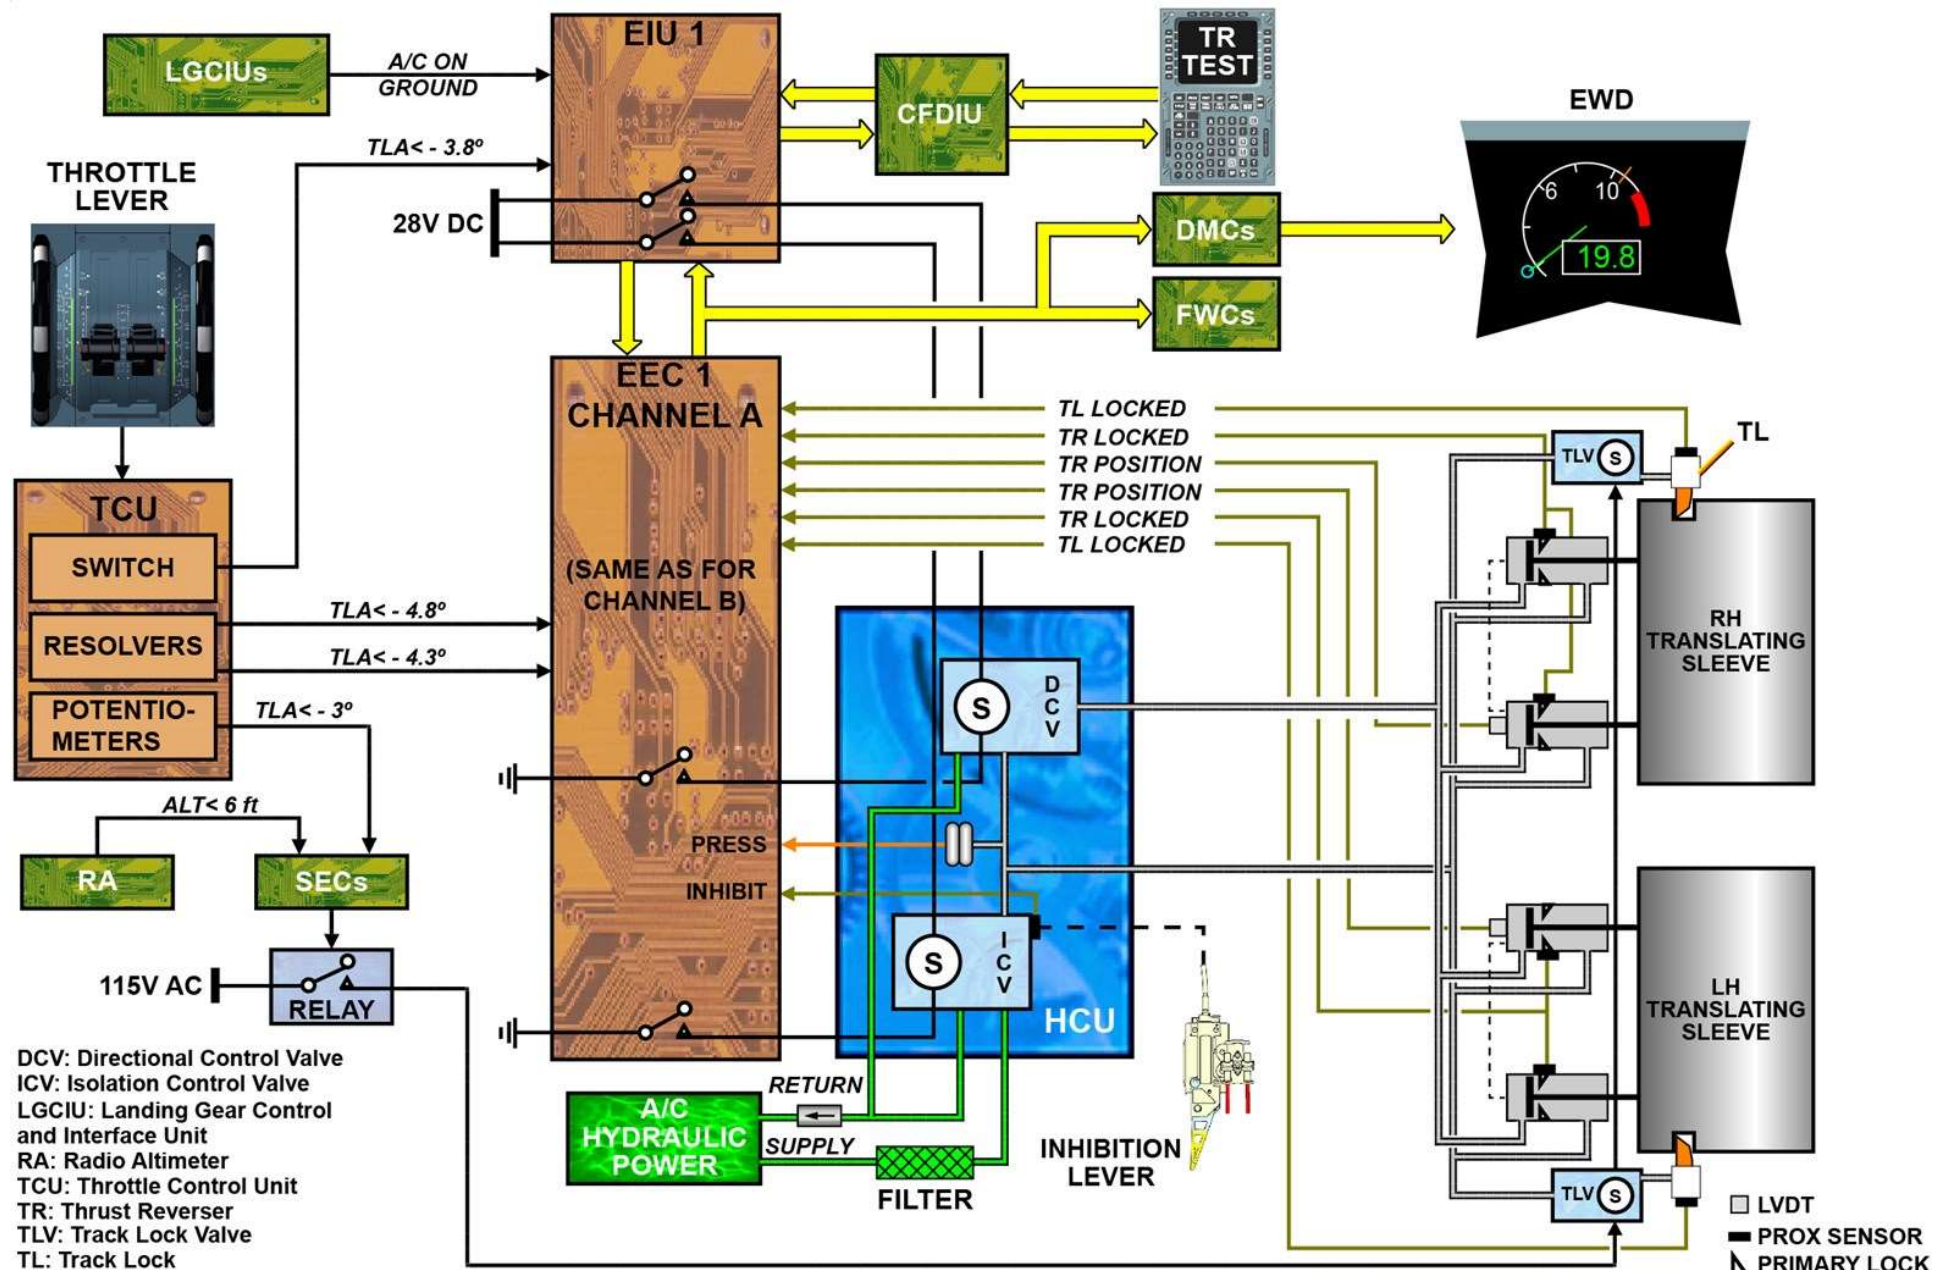 EIU 1
LGCIUs
A/C ON
GROUND
TLA< - 3.8º
28V DC
CFDIU
TR
TEST
EWD
6
10
19.8
DMCs
FWCs
THROTTLE
LEVER
TCU
SWITCH
RESOLVERS
POTENTIO-
METERS
TLA< - 4.8º
TLA< - 4.3º
TLA< - 3º
ALT< 6 ft
RA
SECs
115V AC
RELAY
EEC 1
CHANNEL A
(SAME AS FOR
CHANNEL B)
PRESS
INHIBIT
TL LOCKED
TR LOCKED
TR POSITION
TR POSITION
TR LOCKED
TL LOCKED
TLV
S
TL
RH
TRANSLATING
SLEEVE
S
D
C
V
S
I
C
V
HCU
LH
TRANSLATING
SLEEVE
TLV
S
A/C
HYDRAULIC
POWER
RETURN
SUPPLY
FILTER
INHIBITION
LEVER
DCV: Directional Control Valve
ICV: Isolation Control Valve
LGCIU: Landing Gear Control
and Interface Unit
RA: Radio Altimeter
TCU: Throttle Control Unit
TR: Thrust Reverser
TLV: Track Lock Valve
TL: Track Lock
LVDT
PROX SENSOR
PRIMARY LOCK